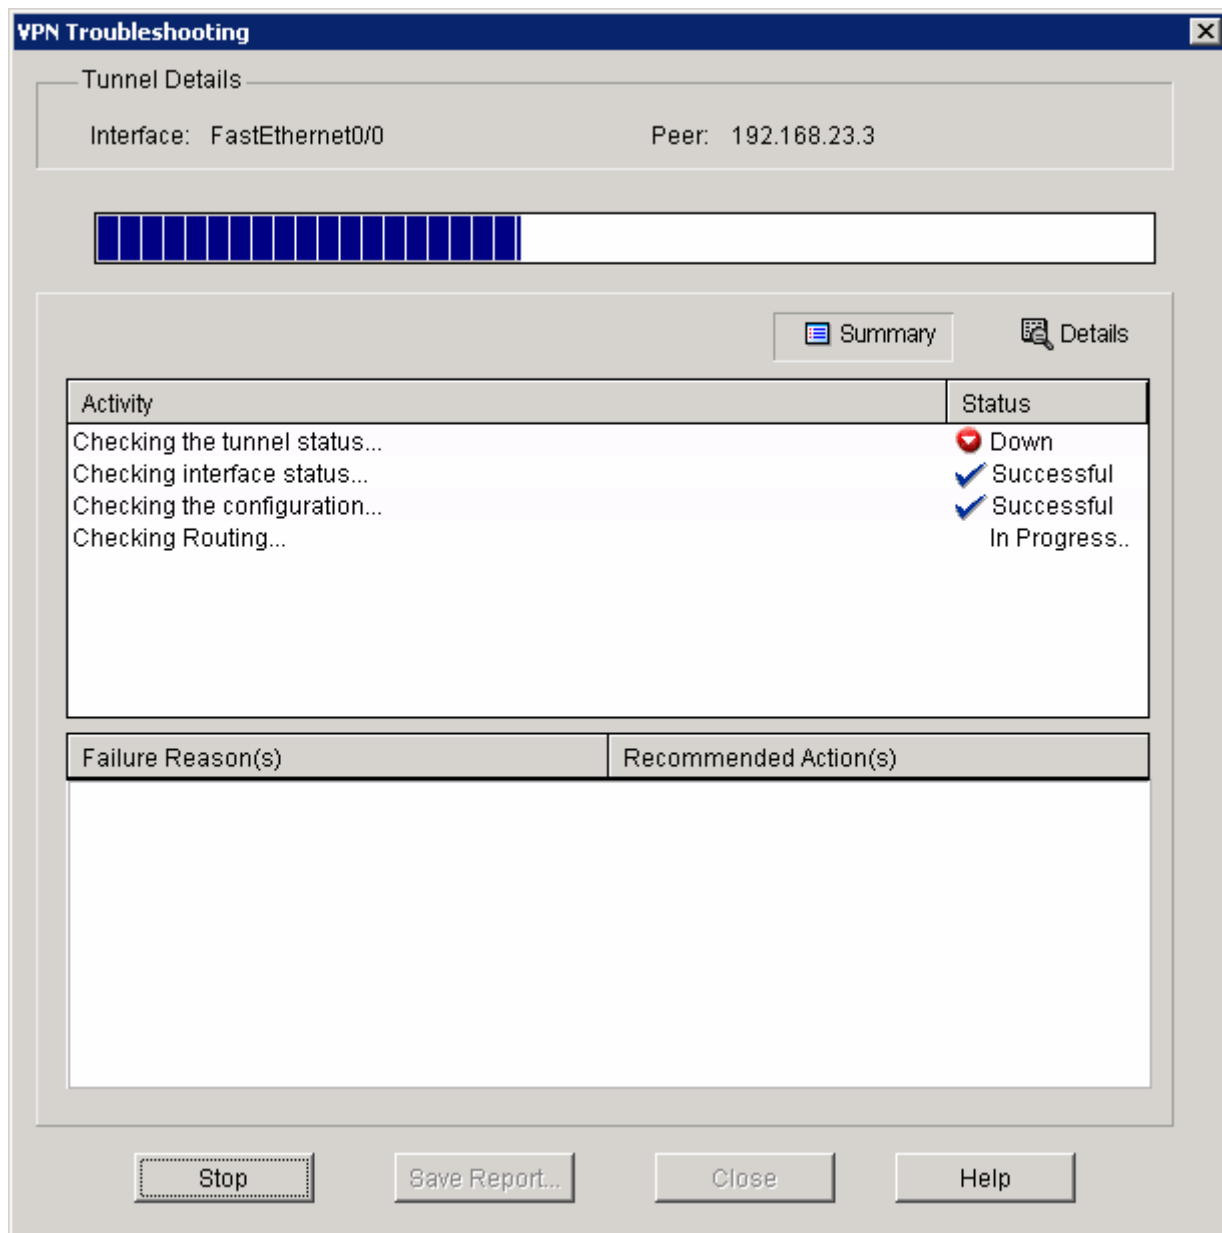 VPN Troubleshooting
Tunnel Details
Interface: FastEthernet0/0 Peer: 192.168.23.3
Summary Details
Activity Status
Checking the tunnel status... Down
Checking interface status... Successful
Checking the configuration... Successful
Checking Routing... In Progress..
Failure Reason(s) Recommended Action(s)
Stop Save Report... Close Help